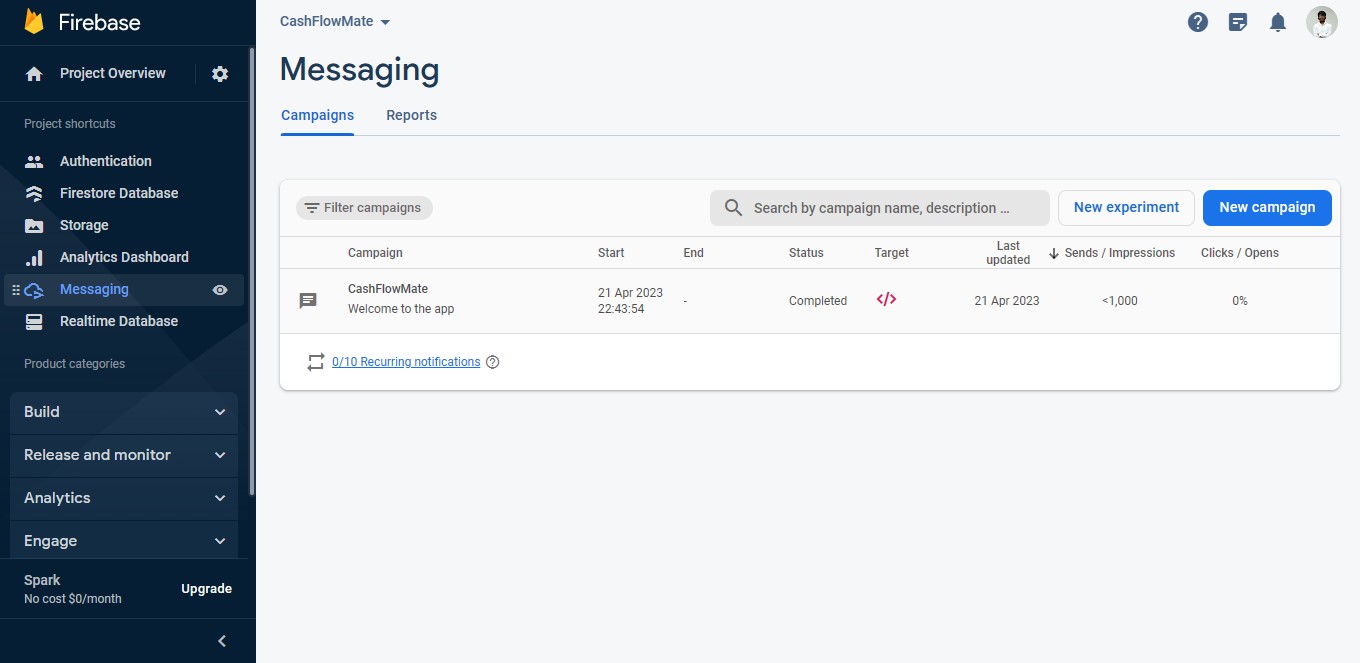 Firebase
Project Overview
Project shortcuts
Authentication
Firestore Database
Storage
Analytics Dashboard
Messaging
Realtime Database
Product categories
Build
Release and monitor
Analytics
Engage
Spark
No cost $0/month
Upgrade
CashFlowMate
Messaging
Campaigns
Reports
Filter campaigns
Search by campaign name, description ...
New experiment
New campaign
Campaign
Start
End
Status
Target
Last
updated
Sends / Impressions
Clicks / Opens
CashFlowMate
Welcome to the app
21 Apr 2023
22:43:54
-
Completed
21 Apr 2023
<1,000
0%
0/10 Recurring notifications